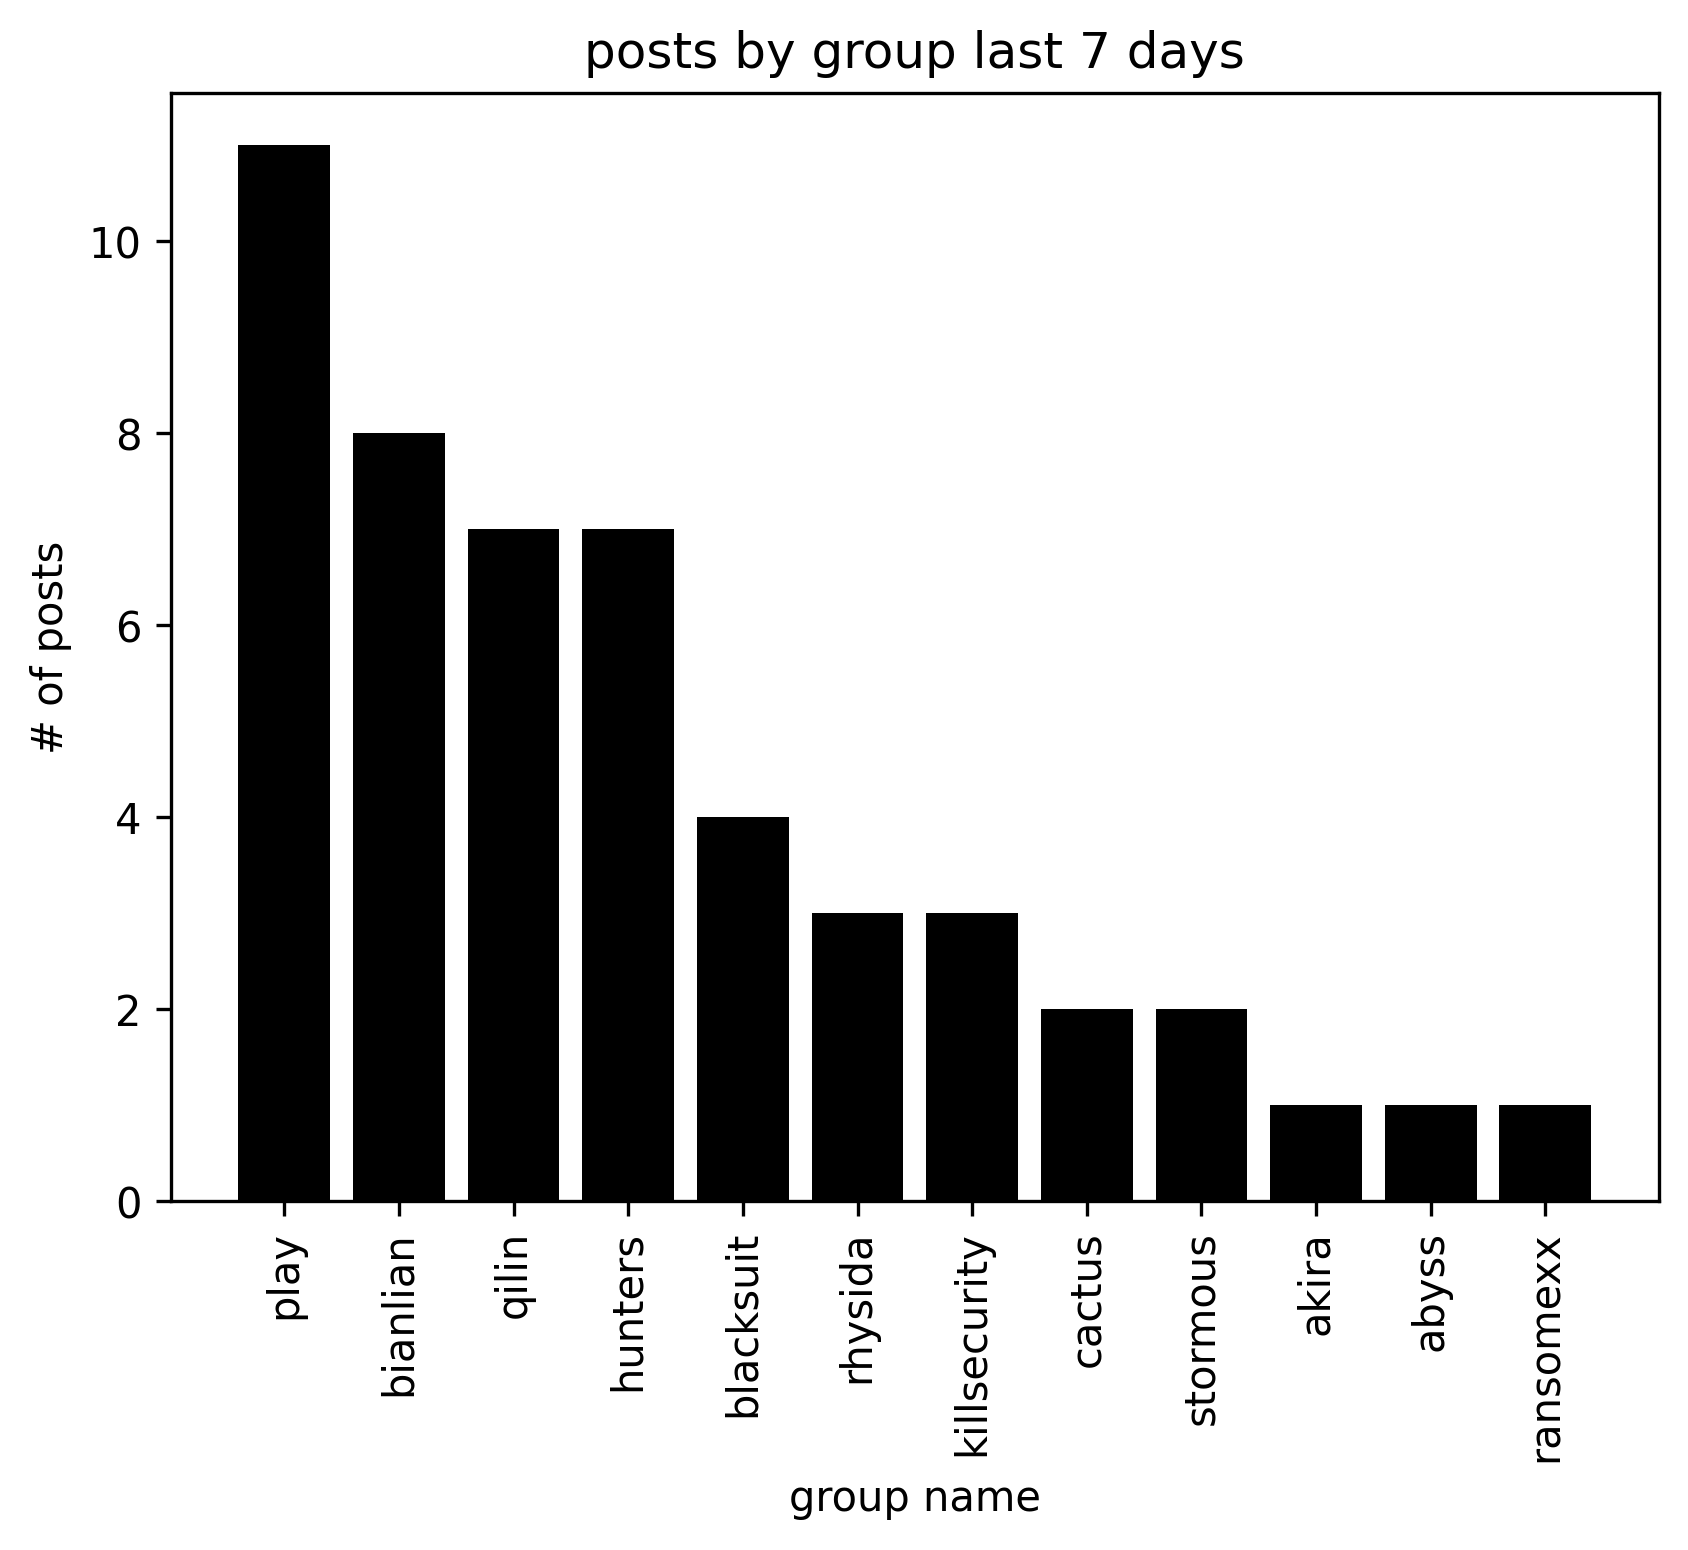 posts by group last 7 days
10
8
6
4
2
0
# of posts
play
bianlian
qilin
hunters
blacksuit
rhysida
killsecurity
cactus
stormous
akira
abyss
ransomexx
group name